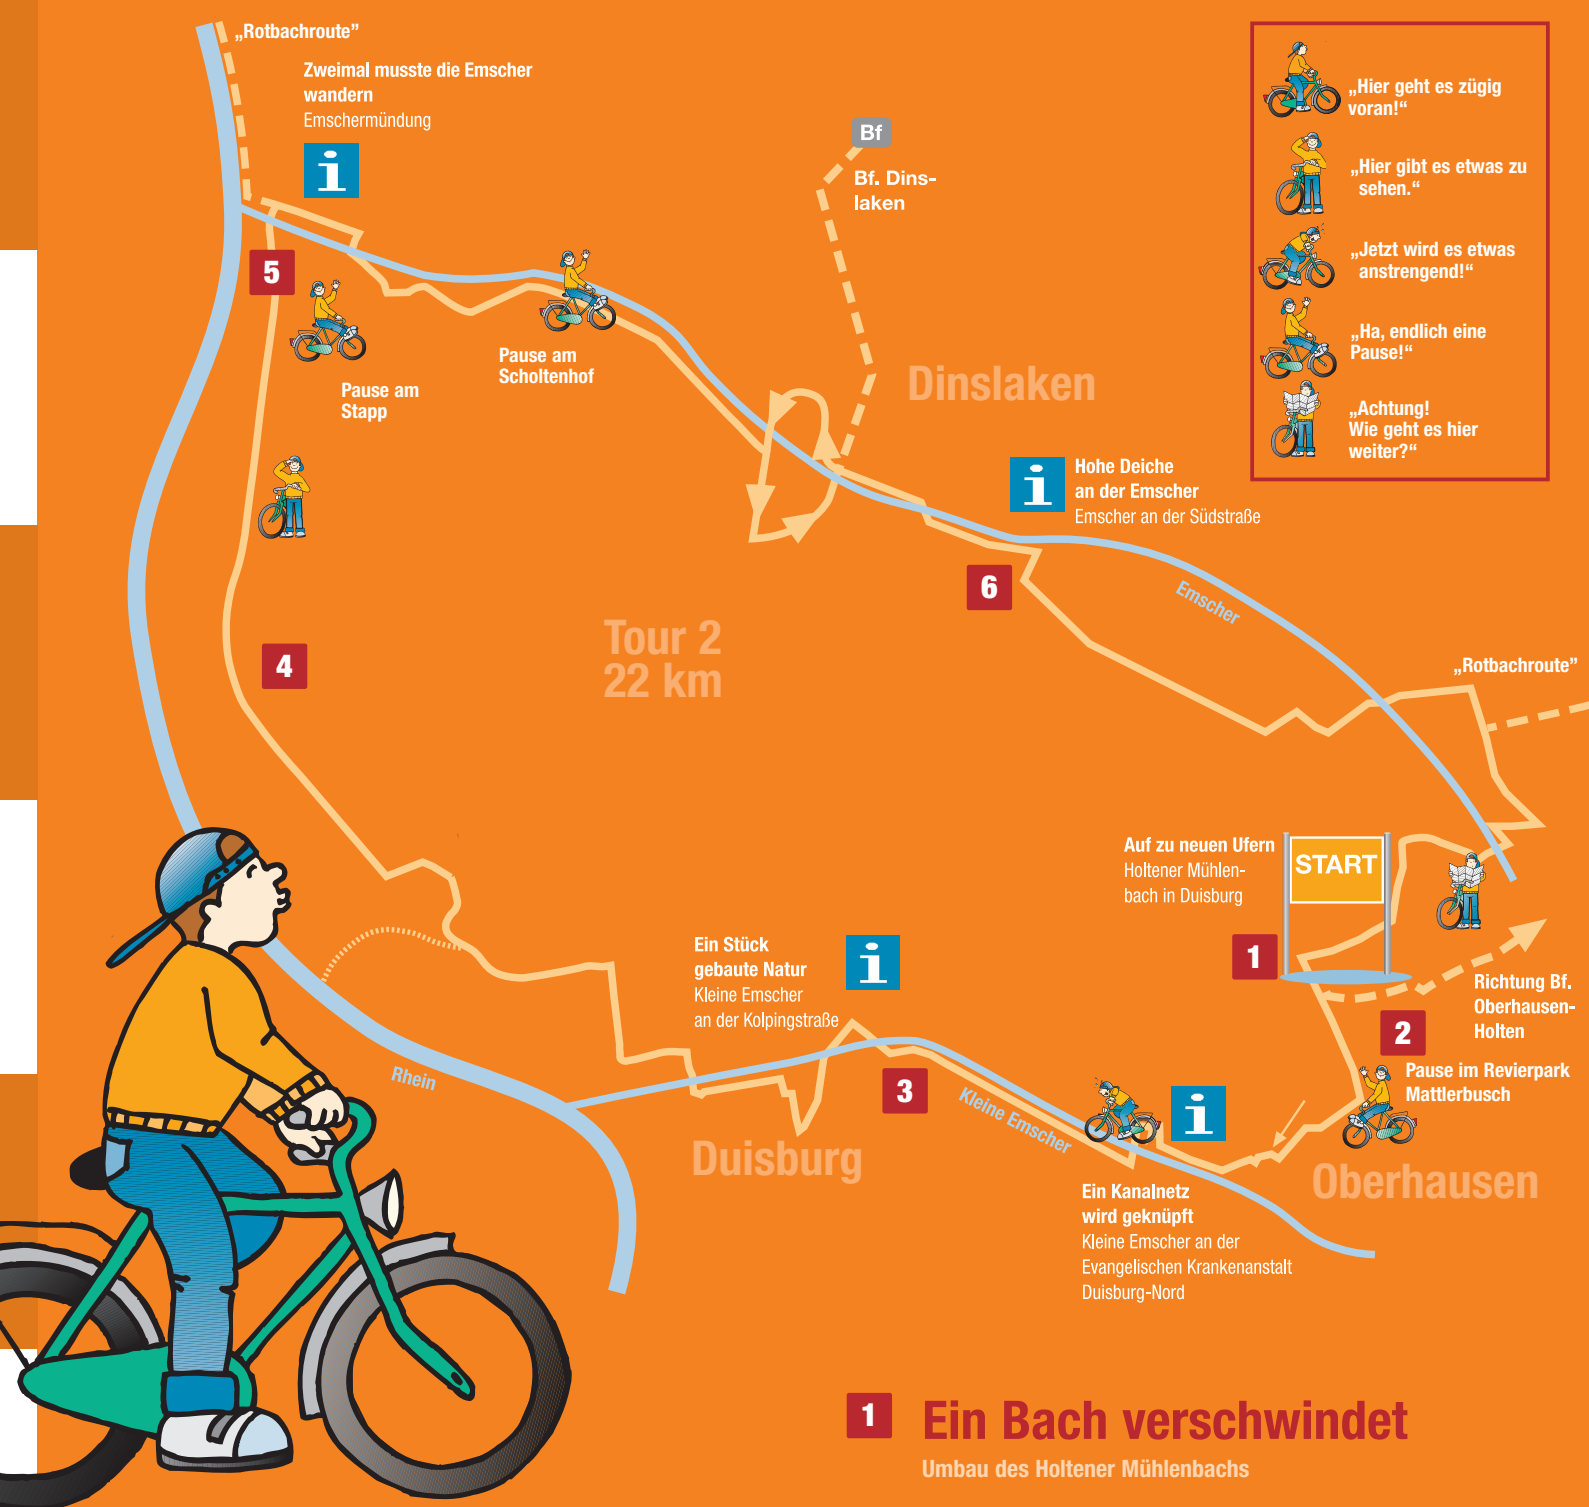 „Rotbachroute”
Zweimal musste die Emscher
wandern
Emschermündung
i
Bf
Bf. Dins-
laken
„Hier geht es zügig
voran!“
„Hier gibt es etwas zu
sehen.“
„Jetzt wird es etwas
anstrengend!“
„Ha, endlich eine
Pause!“
„Achtung!
Wie geht es hier
weiter?“
5
Pause am
Stapp
Pause am
Scholtenhof
Dinslaken
i
Hohe Deiche
an der Emscher
Emscher an der Südstraße
6
Emscher
Tour 2
22 km
4
„Rotbachroute”
Auf zu neuen Ufern
Holtener Mühlen-
bach in Duisburg
START
1
Richtung Bf.
Oberhausen-
Holten
2
Pause im Revierpark
Mattlerbusch
Ein Stück
gebaute Natur
Kleine Emscher
an der Kolpingstraße
i
3
Kleine Emscher
Rhein
Duisburg
i
Oberhausen
Ein Kanalnetz
wird geknüpft
Kleine Emscher an der
Evangelischen Krankenanstalt
Duisburg-Nord
1
Ein Bach verschwindet
Umbau des Holtener Mühlenbachs